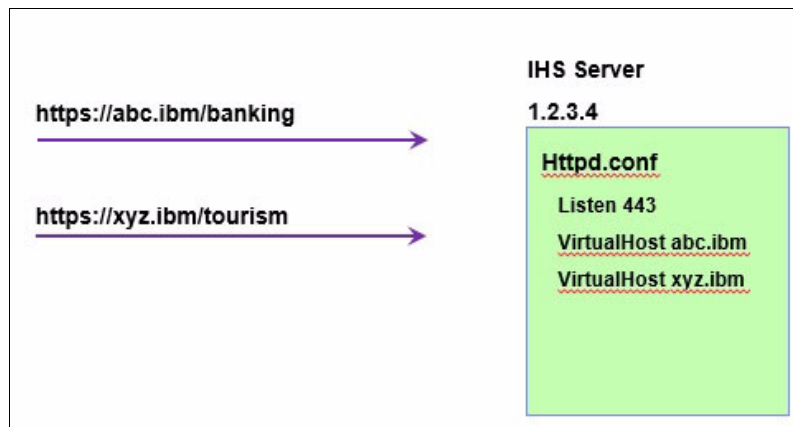 IHS Server
https://abc.ibm/banking
1.2.3.4
Httpd.conf
Listen 443
https://xyz.ibm/tourism
VirtualHost abc.ibm
VirtualHost xyz.ibm